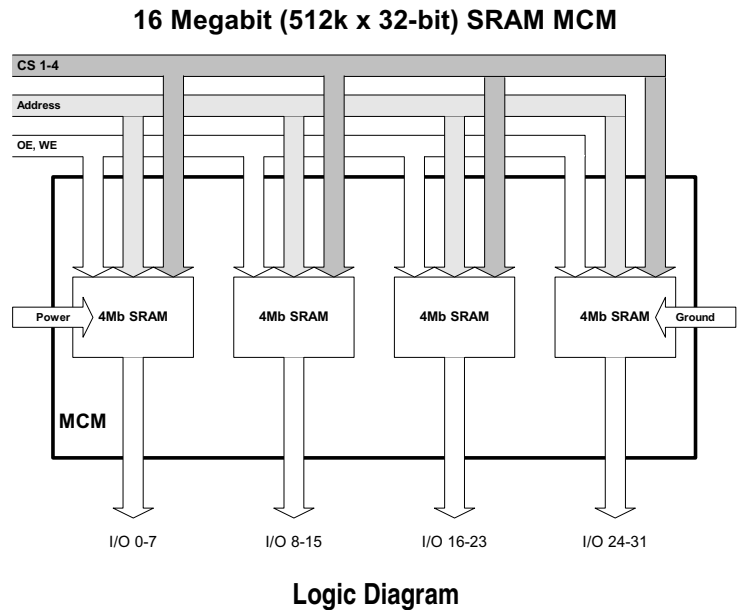 16 Megabit (512k x 32-bit) SRAM MCM
CS 1-4
Address
OE, WE
Power
4Mb SRAM
4Mb SRAM
4Mb SRAM
4Mb SRAM
Ground
MCM
I/O 0-7
I/O 8-15
I/O 16-23
I/O 24-31
Logic Diagram